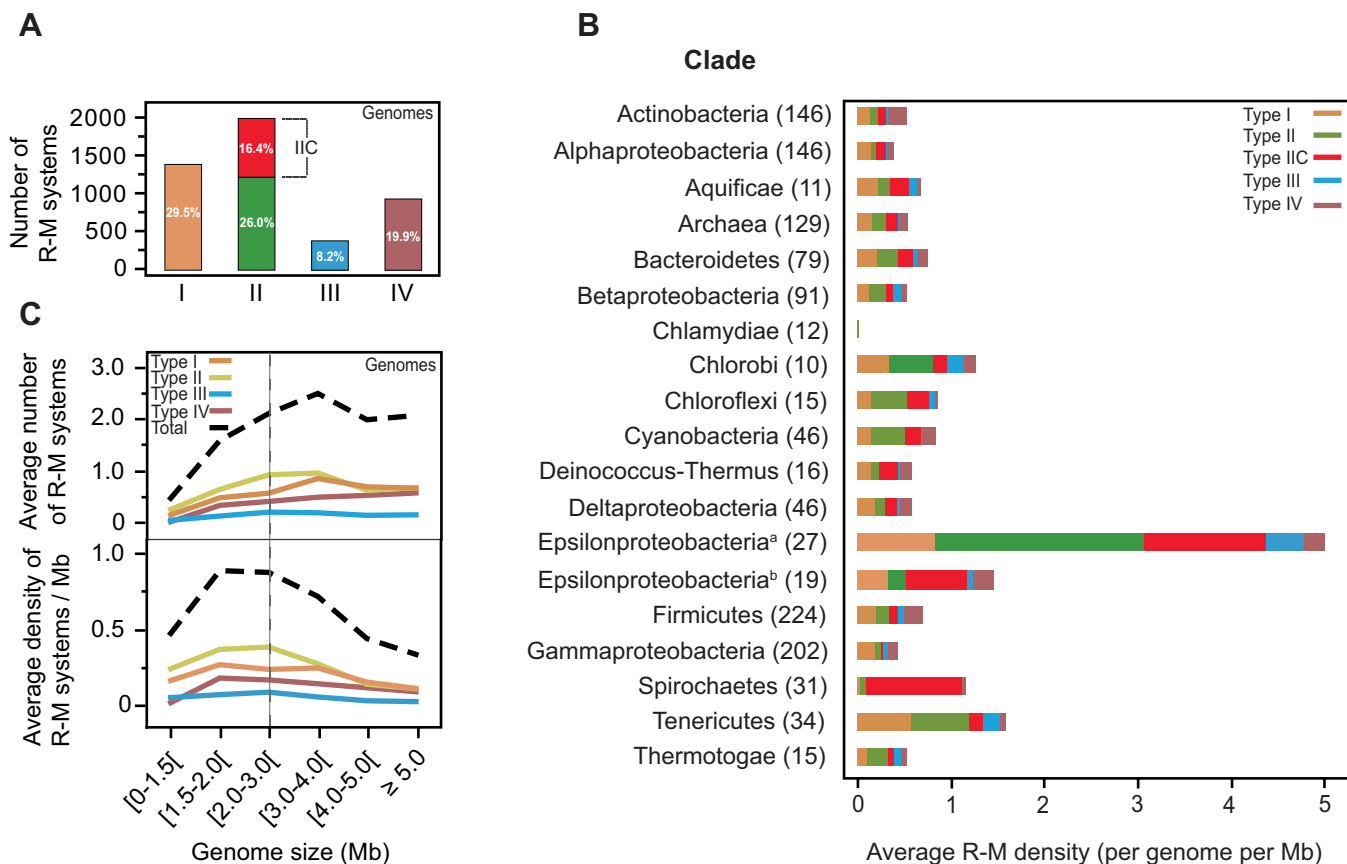 A
Number of
R-M systems
2000
1500
1000
500
0
Genomes
29.5%
16.4%
26.0%
IIC
8.2%
19.9%
I
II
III
IV
B
Clade
Actinobacteria (146)
Alphaproteobacteria (146)
Aquificae (11)
Archaea (129)
Bacteroidetes (79)
Betaproteobacteria (91)
Chlamydiae (12)
Chlorobi (10)
Chloroflexi (15)
Cyanobacteria (46)
Deinococcus-Thermus (16)
Deltaproteobacteria (46)
Epsilonproteobacteriaᵃ (27)
Epsilonproteobacteriaᵇ (19)
Firmicutes (224)
Gammaproteobacteria (202)
Spirochaetes (31)
Tenericutes (34)
Thermotogae (15)
Type I
Type II
Type IIC
Type III
Type IV
0
1
2
3
4
5
Average R-M density (per genome per Mb)
C
Average number
of R-M systems
3.0
2.0
1.0
0
Type I
Type II
Type III
Type IV
Total
Genomes
Average density of
R-M systems / Mb
1.0
0.5
0
[0-1.5[
[1.5-2.0[
[2.0-3.0[
[3.0-4.0[
[4.0-5.0[
≥ 5.0
Genome size (Mb)